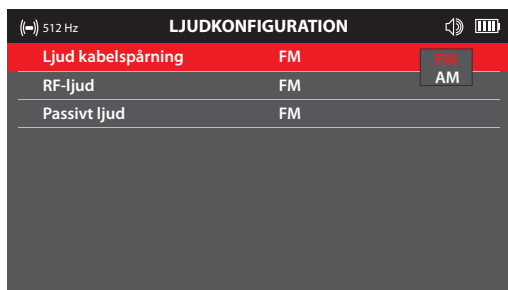 ((-)) 512 Hz LJUDKONFIGURATION
Ljud kabelspårning FM FM
RF-ljud FM AM
Passivt ljud FM